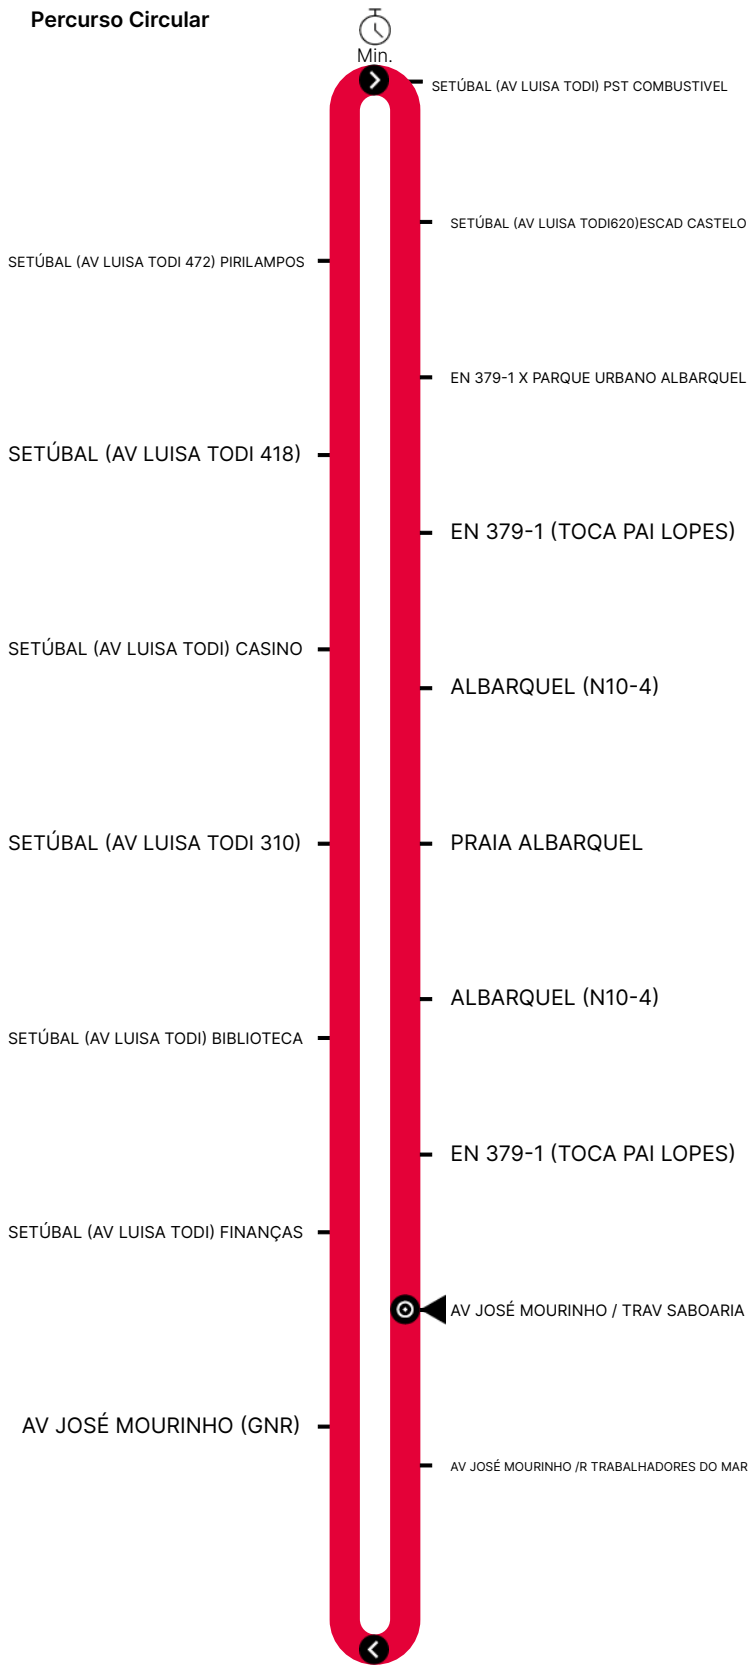 Percurso Circular
Min.
SETÚBAL (AV LUISA TODI) PST COMBUSTIVEL
SETÚBAL (AV LUISA TODI620)ESCAD CASTELO
SETÚBAL (AV LUISA TODI 472) PIRILAMPOS
EN 379-1 X PARQUE URBANO ALBARQUEL
SETÚBAL (AV LUISA TODI 418)
EN 379-1 (TOCA PAI LOPES)
SETÚBAL (AV LUISA TODI) CASINO
ALBARQUEL (N10-4)
SETÚBAL (AV LUISA TODI 310)
PRAIA ALBARQUEL
ALBARQUEL (N10-4)
SETÚBAL (AV LUISA TODI) BIBLIOTECA
EN 379-1 (TOCA PAI LOPES)
SETÚBAL (AV LUISA TODI) FINANÇAS
AV JOSÉ MOURINHO / TRAV SABOARIA
AV JOSÉ MOURINHO (GNR)
AV JOSÉ MOURINHO /R TRABALHADORES DO MAR